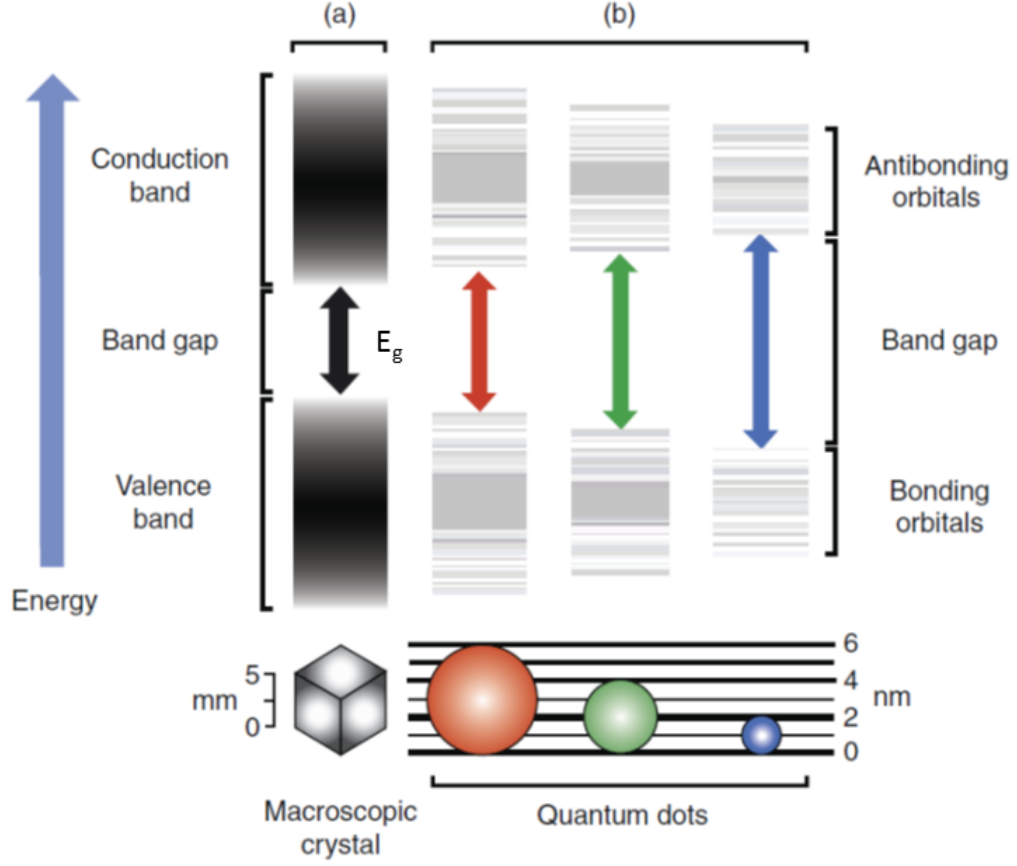 (a)
(b)
Conduction
band
Antibonding
orbitals
Band gap
E_g
Band gap
Valence
band
Bonding
orbitals
Energy
mm
5
0
6
4
2
0
nm
Macroscopic
crystal
Quantum dots